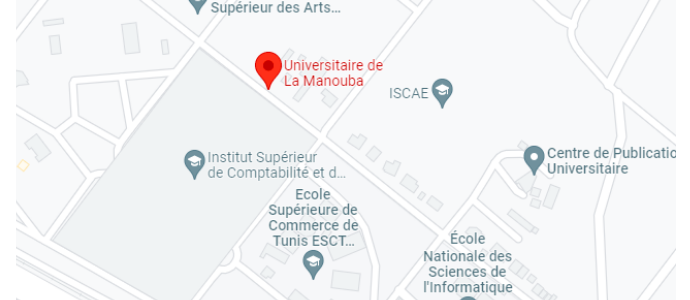 Supérieur des Arts...
Universitaire de
La Manouba
ISCAE
Institut Supérieur
de Comptabilité et d...
Centre de Publicatio
Universitaire
Ecole
Supérieure de
Commerce de
Tunis ESCT...
École
Nationale des
Sciences de
l'Informatique